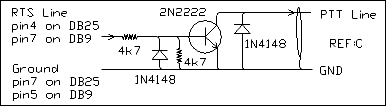 RTS Line
pin4 on DB25
pin7 on DB9
2N2222
PTT Line
4k7
4k7
1N4148
REF:C
Ground
1N4148
GND
pin7 on DB25
pin5 on DB9